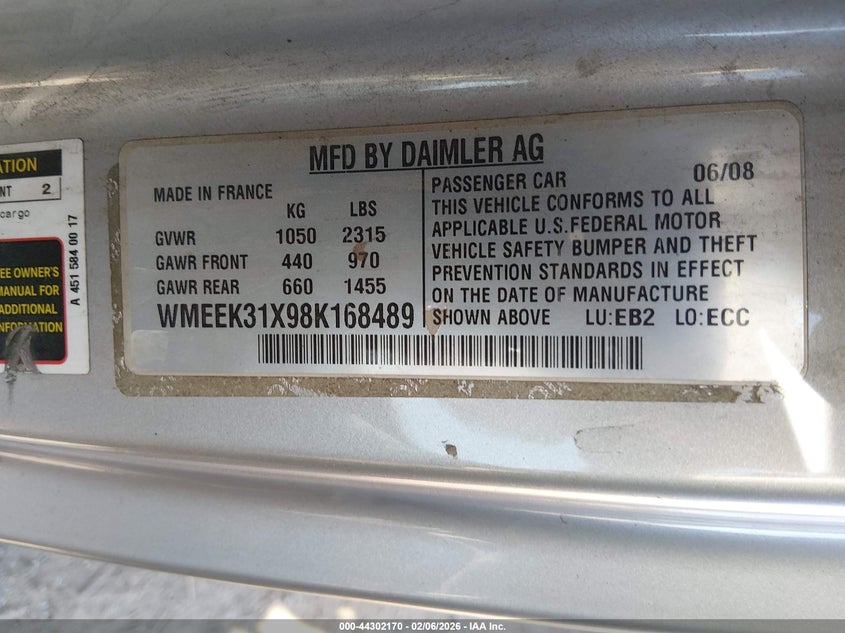 ATION
NT 2
cargo
EE OWNER'S
MANUAL FOR
ADDITIONAL
INFORMATION
A 451 584 00 17
MFD BY DAIMLER AG
MADE IN FRANCE
KG LBS
GVWR 1050 2315
GAWR FRONT 440 970
GAWR REAR 660 1455
WMEEK31X98K168489
PASSENGER CAR 06/08
THIS VEHICLE CONFORMS TO ALL
APPLICABLE U.S.FEDERAL MOTOR
VEHICLE SAFETY BUMPER AND THEFT
PREVENTION STANDARDS IN EFFECT
ON THE DATE OF MANUFACTURE
SHOWN ABOVE LU:EB2 LO:ECC
000-44302170 - 02/06/2026 - IAA Inc.